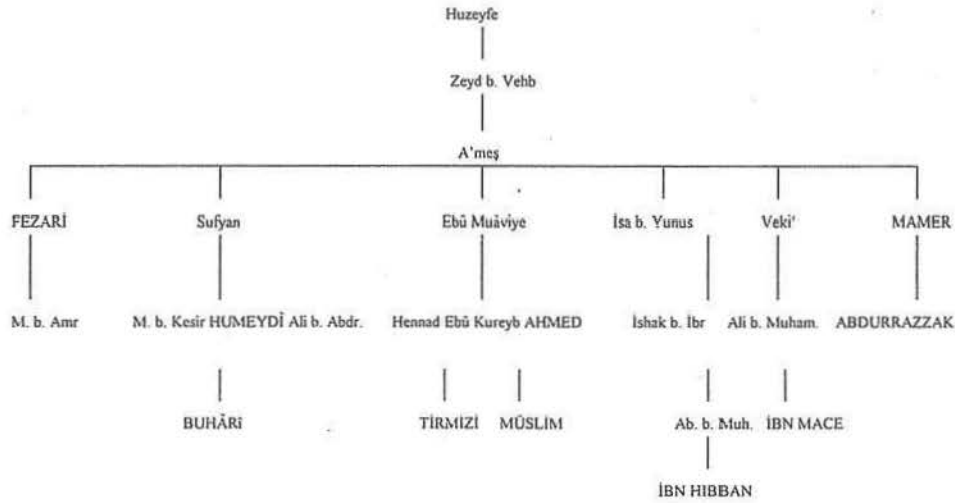 Huzeyfe
Zeyd b. Vehb
A'meş
FEZARİ Sufyan Ebû Muâviye İsa b. Yunus Veki' MAMER
M. b. Amr M. b. Kesir HUMEYDÎ Ali b. Abdr. Hennad Ebû Kureyb AHMED İshak b. İbr Ali b. Muham. ABDURRAZZAK
BUHÂRİ TİRMİZİ MÜSLİM Ab. b. Muh. İBN MACE
İBN HIBBAN